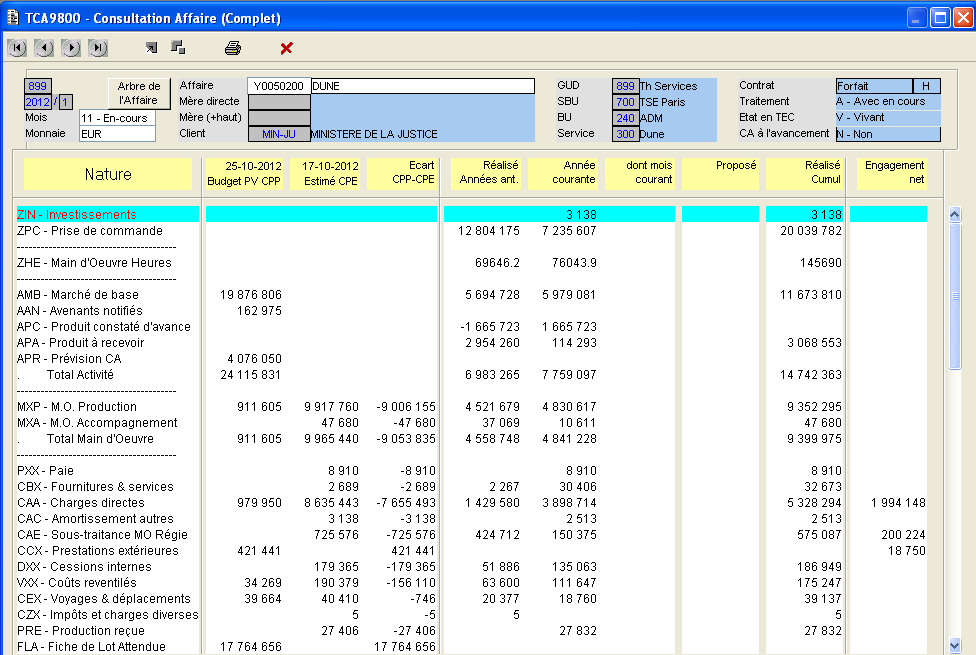 TCA9800 - Consultation Affaire (Complet)
899 Arbre de l'Affaire Affaire Y0050200 DUNE GUD 899 Th Services Contrat Forfait H
2012 / 1 Mère directe SBU 700 TSE Paris Traitement A - Avec en cours
Mois 11 - En-cours Mère (+haut) BU 240 ADM Etat en TEC V - Vivant
Monnaie EUR Client MIN-JU MINISTERE DE LA JUSTICE Service 300 Dune CA à l'avancement N - Non
Nature 25-10-2012 Budget PV CPP 17-10-2012 Estimé CPE Ecart CPP-CPE Réalisé Années ant. Année courante dont mois courant Proposé Réalisé Cumul Engagement net
ZIN - Investissements 3 138 3 138
ZPC - Prise de commande 12 804 175 7 235 607 20 039 782
----------------------------------------
ZHE - Main d'Oeuvre Heures 69646.2 76043.9 145690
----------------------------------------
AMB - Marché de base 19 876 806 5 694 728 5 979 081 11 673 810
AAN - Avenants notifiés 162 975
APC - Produit constaté d'avance -1 665 723 1 665 723
APA - Produit à recevoir 2 954 260 114 293 3 068 553
APR - Prévision CA 4 076 050
. Total Activité 24 115 831 6 983 265 7 759 097 14 742 363
----------------------------------------
MXP - M.O. Production 911 605 9 917 760 -9 006 155 4 521 679 4 830 617 9 352 295
MXA - M.O. Accompagnement 47 680 -47 680 37 069 10 611 47 680
. Total Main d'Oeuvre 911 605 9 965 440 -9 053 835 4 558 748 4 841 228 9 399 975
----------------------------------------
PXX - Paie 8 910 -8 910 8 910 8 910
CBX - Fournitures & services 2 689 -2 689 2 267 30 406 32 673
CAA - Charges directes 979 950 8 635 443 -7 655 493 1 429 580 3 898 714 5 328 294 1 994 148
CAC - Amortissement autres 3 138 -3 138 2 513 2 513
CAE - Sous-traitance MO Régie 725 576 -725 576 424 712 150 375 575 087 200 224
CCX - Prestations extérieures 421 441 421 441 18 750
DXX - Cessions internes 179 365 -179 365 51 886 135 063 186 949
VXX - Coûts reventilés 34 269 190 379 -156 110 63 600 111 647 175 247
CEX - Voyages & déplacements 39 664 40 410 -746 20 377 18 760 39 137
CZX - Impôts et charges diverses 5 -5 5 5
PRE - Production reçue 27 406 -27 406 27 832 27 832
FLA - Fiche de Lot Attendue 17 764 656 17 764 656